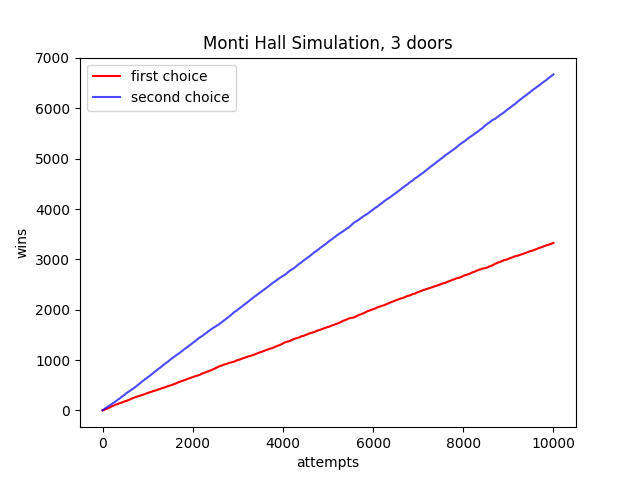 Monti Hall Simulation, 3 doors
first choice
second choice
7000
6000
5000
4000
3000
2000
1000
0
wins
0 2000 4000 6000 8000 10000
attempts